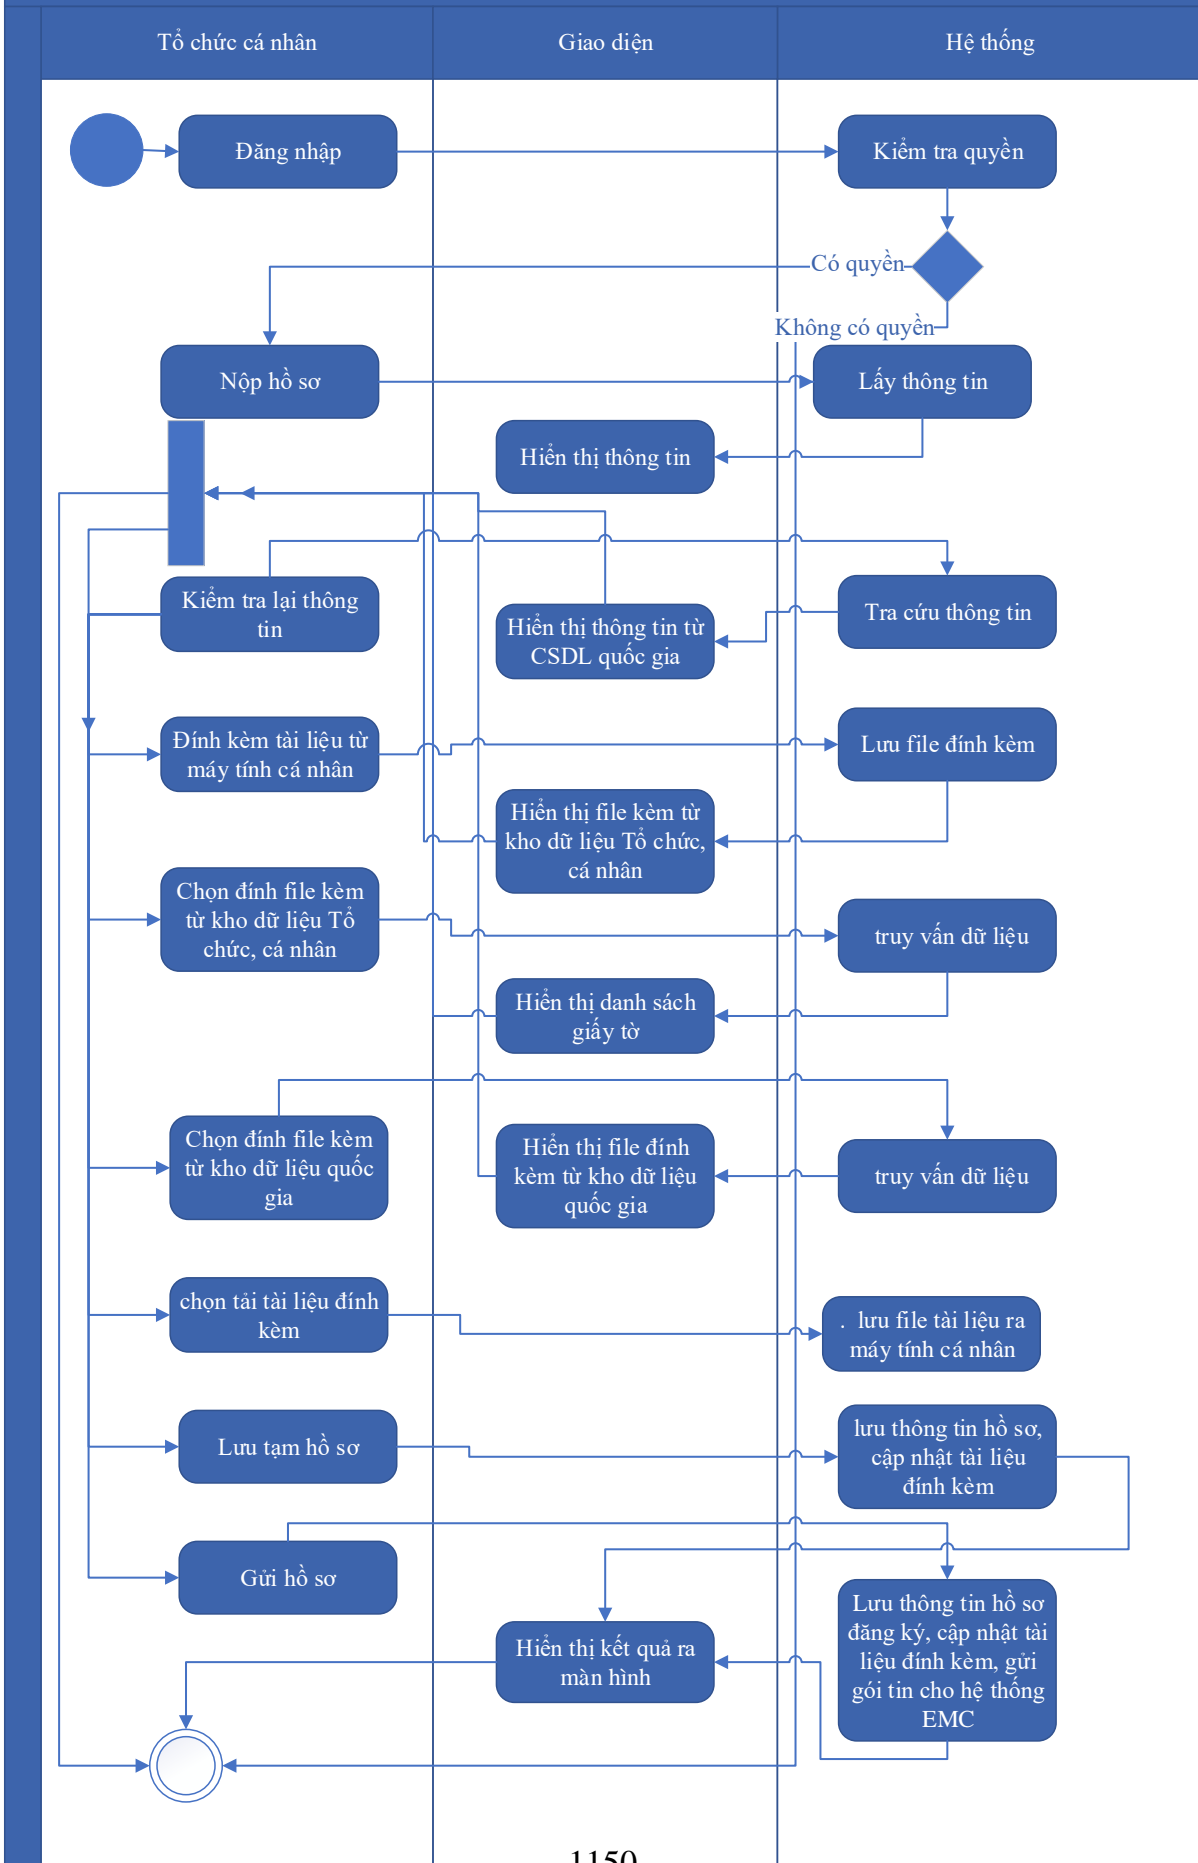 Tổ chức cá nhân
Giao diện
Hệ thống
Đăng nhập
Kiểm tra quyền
Có quyền
Không có quyền
Nộp hồ sơ
Lấy thông tin
Hiển thị thông tin
Kiểm tra lại thông
tin
Hiển thị thông tin từ
CSDL quốc gia
Tra cứu thông tin
Đính kèm tài liệu từ
máy tính cá nhân
Lưu file đính kèm
Hiển thị file kèm từ
kho dữ liệu Tổ chức,
cá nhân
Chọn đính file kèm
từ kho dữ liệu Tổ
chức, cá nhân
truy vấn dữ liệu
Hiển thị danh sách
giấy tờ
Chọn đính file kèm
từ kho dữ liệu quốc
gia
Hiển thị file đính
kèm từ kho dữ liệu
quốc gia
truy vấn dữ liệu
chọn tải tài liệu đính
kèm
. lưu file tài liệu ra
máy tính cá nhân
Lưu tạm hồ sơ
lưu thông tin hồ sơ,
cập nhật tài liệu
đính kèm
Gửi hồ sơ
Lưu thông tin hồ sơ
đăng ký, cập nhật tài
liệu đính kèm, gửi
gói tin cho hệ thống
EMC
Hiển thị kết quả ra
màn hình
1150